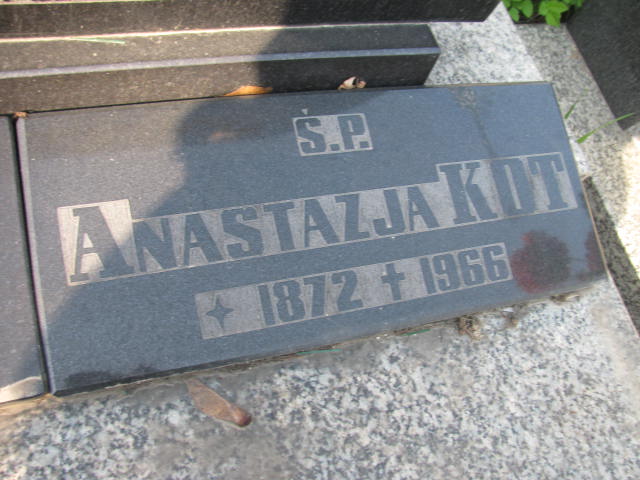 Ś.P.
ANASTAZJA KOT
✦ 1872 ✝ 1966